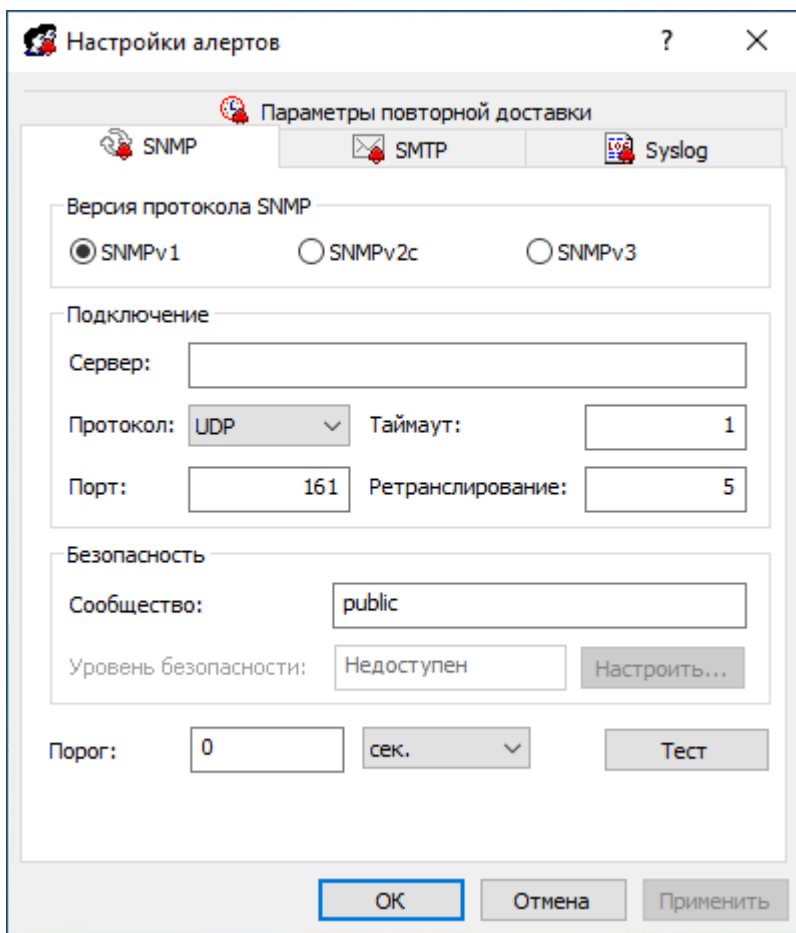 Настройки алертов ?
Параметры повторной доставки
SNMP SMTP Syslog
Версия протокола SNMP
SNMPv1 SNMPv2c SNMPv3
Подключение
Сервер:
Протокол: UDP Таймаут: 1
Порт: 161 Ретранслирование: 5
Безопасность
Сообщество: public
Уровень безопасности: Недоступен Настроить...
Порог: 0 сек. Тест
OK Отмена Применить